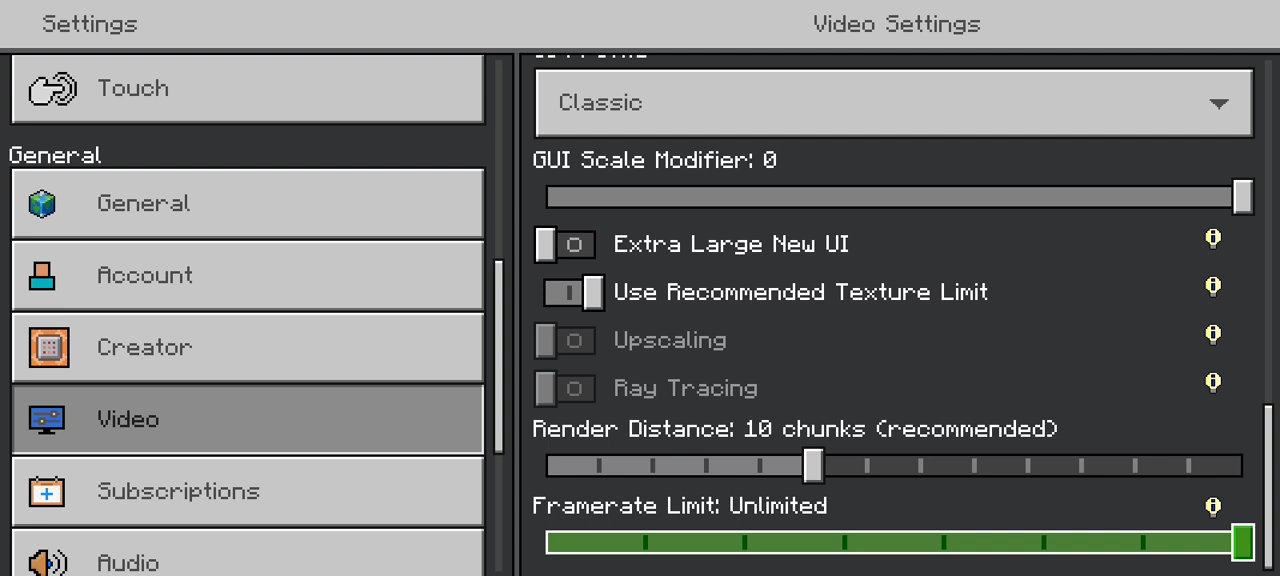 Settings
Video Settings
Touch
General
General
Account
Creator
Video
Subscriptions
Audio
Classic
GUI Scale Modifier: 0
Extra Large New UI
Use Recommended Texture Limit
Upscaling
Ray Tracing
Render Distance: 10 chunks (recommended)
Framerate Limit: Unlimited